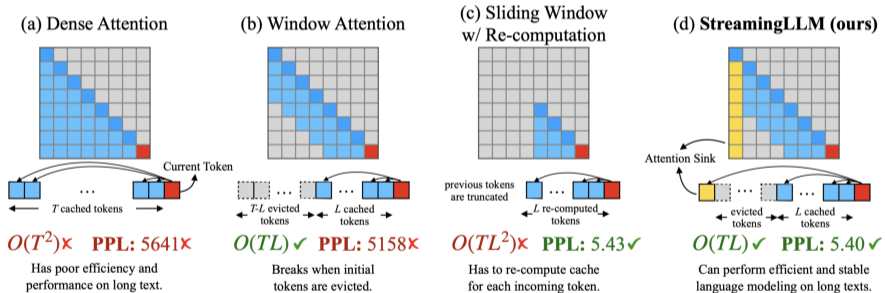 (a) Dense Attention
Current Token
...
T cached tokens
O(T²)× PPL: 5641×
Has poor efficiency and
performance on long text.
(b) Window Attention
... ...
T-L evicted
tokens
L cached
tokens
O(TL)✓ PPL: 5158×
Breaks when initial
tokens are evicted.
(c) Sliding Window
w/ Re-computation
previous tokens
are truncated
...
L re-computed
tokens
O(TL²)× PPL: 5.43✓
Has to re-compute cache
for each incoming token.
(d) StreamingLLM (ours)
Attention Sink
... ...
evicted
tokens
L cached
tokens
O(TL)✓ PPL: 5.40✓
Can perform efficient and stable
language modeling on long texts.